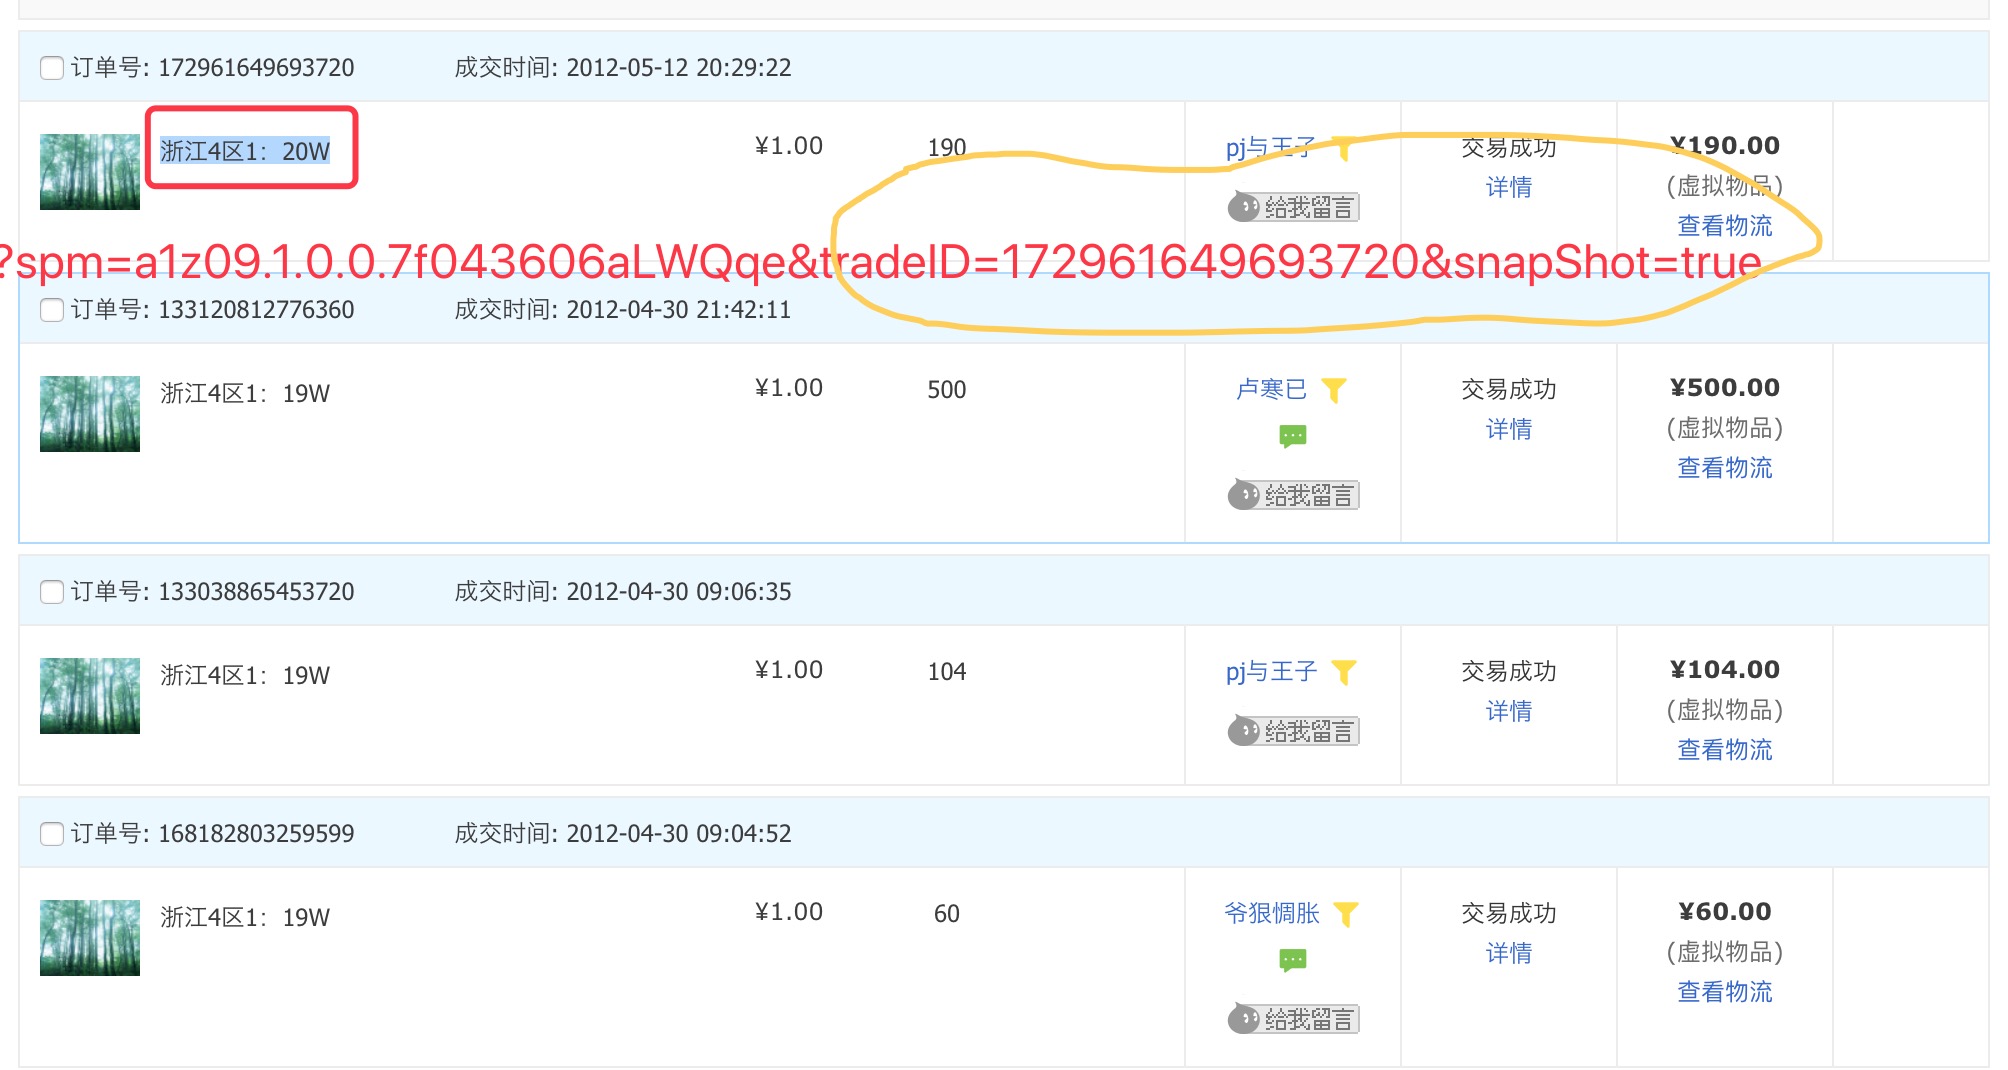 订单号: 172961649693720 成交时间: 2012-05-12 20:29:22
浙江4区1：20W ¥1.00 190 pj与王子 交易成功 ¥190.00
详情 (虚拟物品)
给我留言 查看物流
?spm=a1z09.1.0.0.7f043606aLWQqe&tradeID=172961649693720&snapShot=true
订单号: 133120812776360 成交时间: 2012-04-30 21:42:11
浙江4区1：19W ¥1.00 500 卢寒已 交易成功 ¥500.00
详情 (虚拟物品)
查看物流
给我留言
订单号: 133038865453720 成交时间: 2012-04-30 09:06:35
浙江4区1：19W ¥1.00 104 pj与王子 交易成功 ¥104.00
详情 (虚拟物品)
给我留言 查看物流
订单号: 168182803259599 成交时间: 2012-04-30 09:04:52
浙江4区1：19W ¥1.00 60 爷狠惆胀 交易成功 ¥60.00
详情 (虚拟物品)
查看物流
给我留言